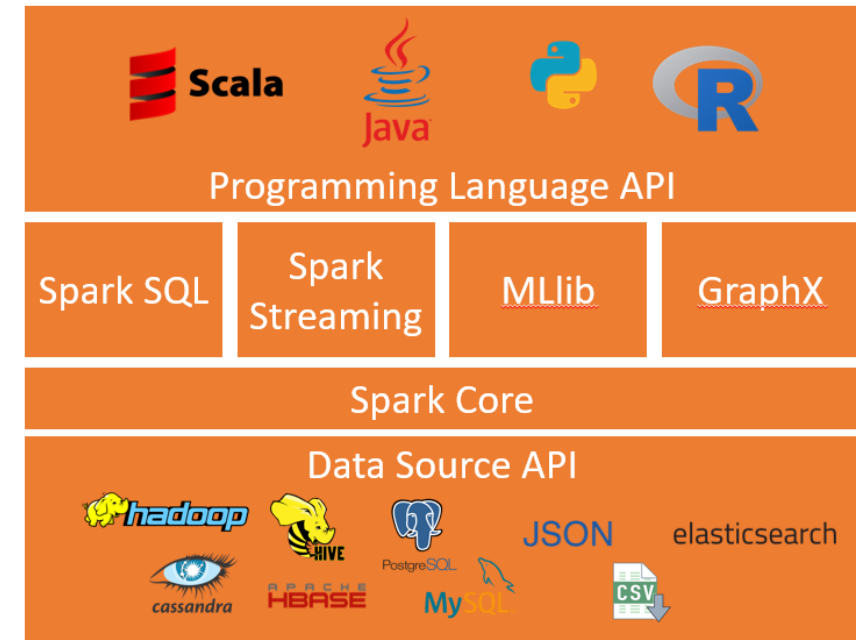 Scala
Java
R
Programming Language API
Spark SQL
Spark
Streaming
MLlib
GraphX
Spark Core
Data Source API
hadoop
HIVE
PostgreSQL
JSON
elasticsearch
cassandra
APACHE
HBASE
MySQL
CSV